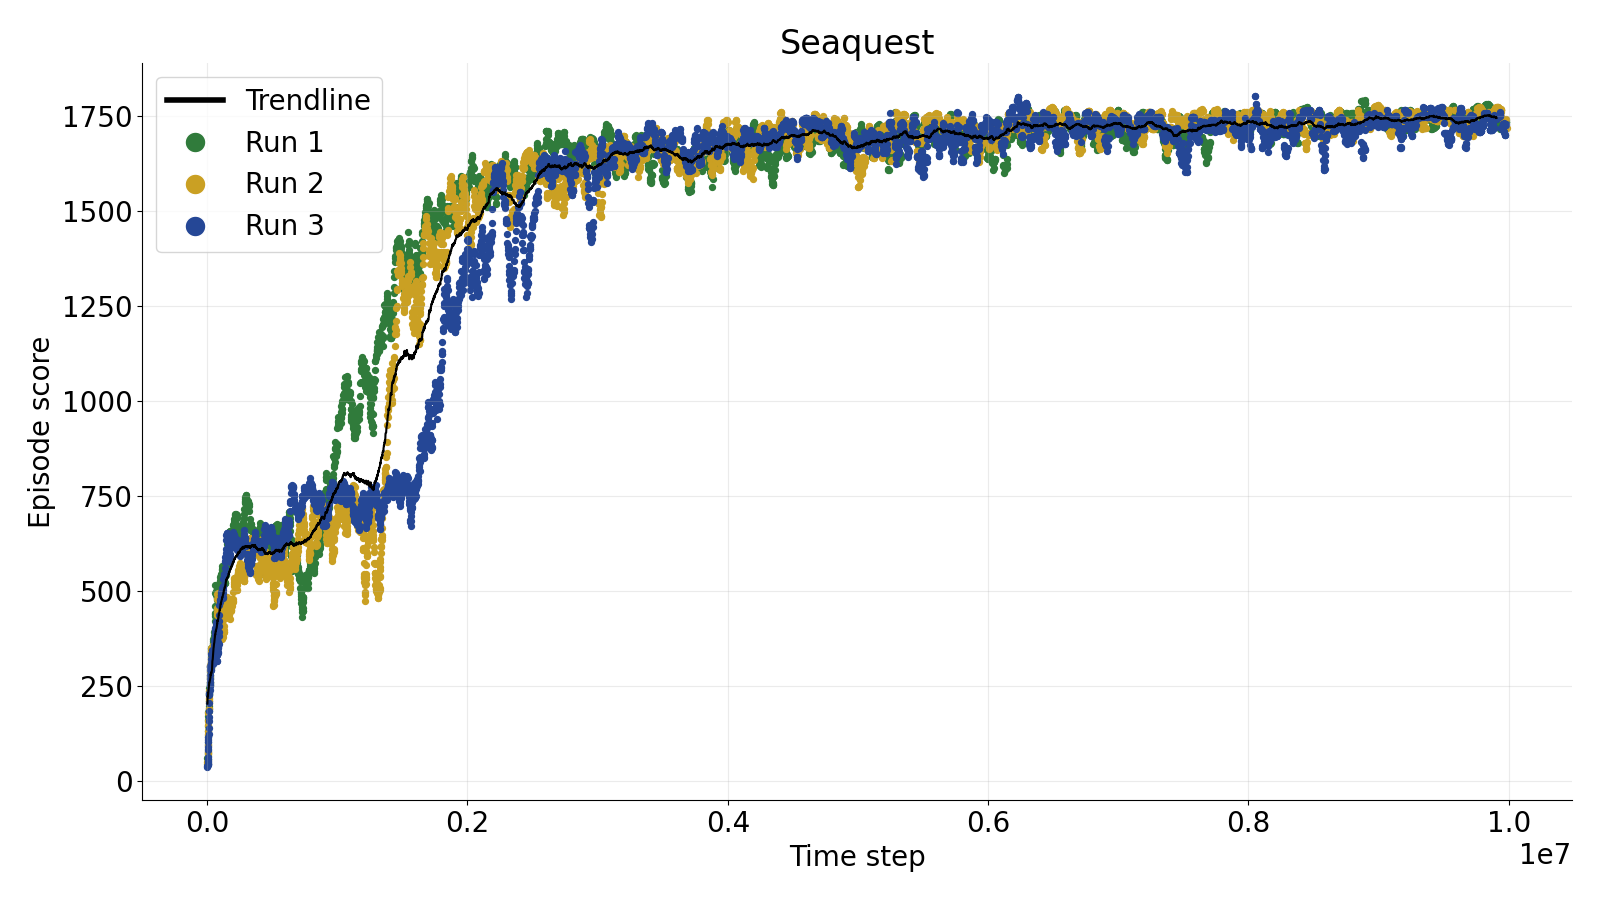 Seaquest
Trendline
Run 1
Run 2
Run 3
Episode score
1750
1500
1250
1000
750
500
250
0
0.0 0.2 0.4 0.6 0.8 1.0
1e7
Time step